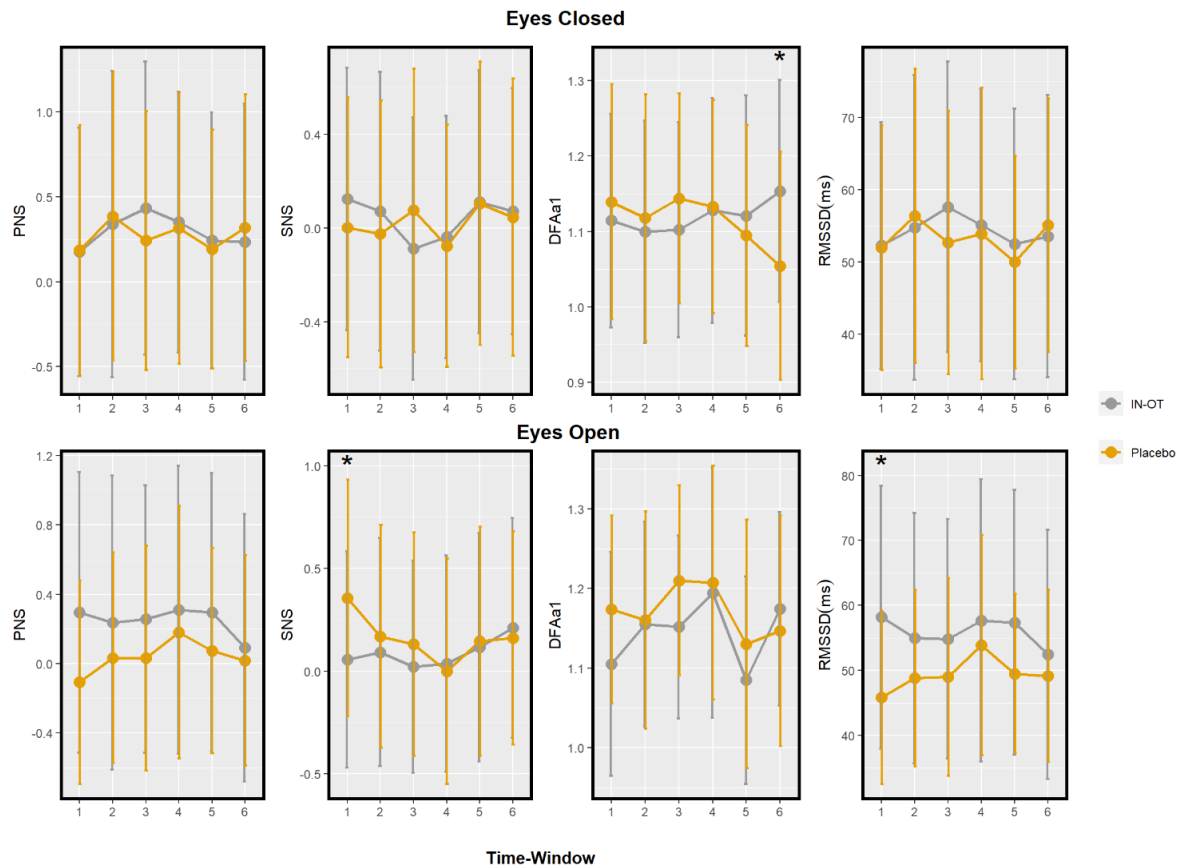 Eyes Closed
PNS
1.0
0.5
0.0
-0.5
1 2 3 4 5 6
SNS
0.4
0.0
-0.4
1 2 3 4 5 6
DFAa1
1.3
1.2
1.1
1.0
0.9
*
1 2 3 4 5 6
RMSSD(ms)
70
60
50
40
1 2 3 4 5 6
IN-OT
Placebo
Eyes Open
PNS
1.2
0.8
0.4
0.0
-0.4
1 2 3 4 5 6
SNS
1.0
0.5
0.0
-0.5
*
1 2 3 4 5 6
DFAa1
1.3
1.2
1.1
1.0
1 2 3 4 5 6
RMSSD(ms)
80
70
60
50
40
*
1 2 3 4 5 6
Time-Window